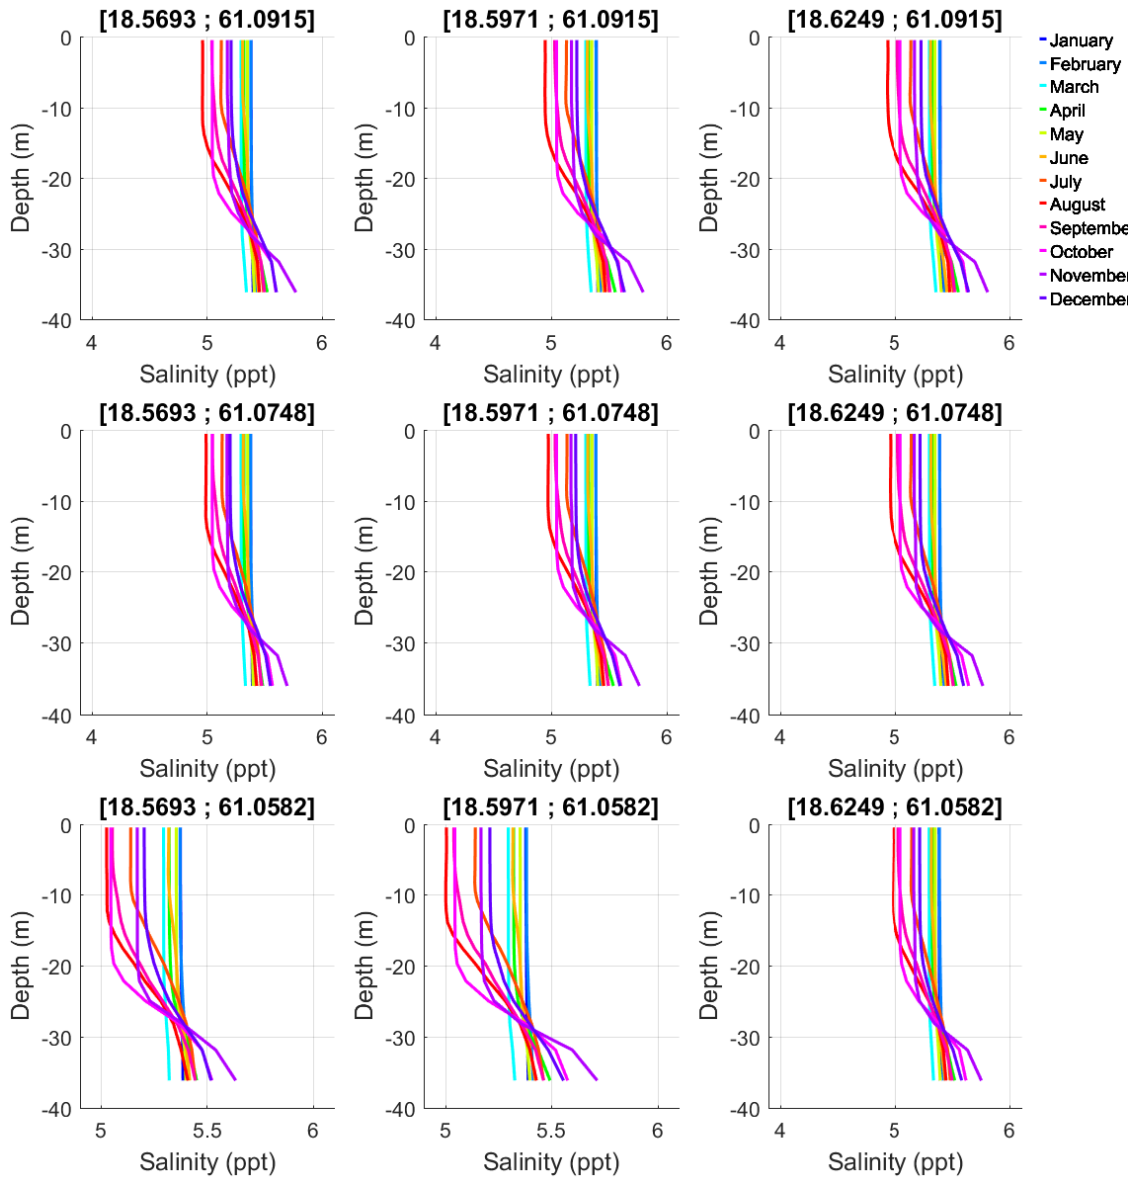 [18.5693 ; 61.0915]
0
-10
-20
-30
-40
4
5
6
Depth (m)
Salinity (ppt)
[18.5971 ; 61.0915]
0
-10
-20
-30
-40
4
5
6
Depth (m)
Salinity (ppt)
[18.6249 ; 61.0915]
0
-10
-20
-30
-40
4
5
6
Depth (m)
Salinity (ppt)
January
February
March
April
May
June
July
August
Septembe
October
November
December
[18.5693 ; 61.0748]
0
-10
-20
-30
-40
4
5
6
Depth (m)
Salinity (ppt)
[18.5971 ; 61.0748]
0
-10
-20
-30
-40
4
5
6
Depth (m)
Salinity (ppt)
[18.6249 ; 61.0748]
0
-10
-20
-30
-40
4
5
6
Depth (m)
Salinity (ppt)
[18.5693 ; 61.0582]
0
-10
-20
-30
-40
5
5.5
6
Depth (m)
Salinity (ppt)
[18.5971 ; 61.0582]
0
-10
-20
-30
-40
5
5.5
6
Depth (m)
Salinity (ppt)
[18.6249 ; 61.0582]
0
-10
-20
-30
-40
4
5
6
Depth (m)
Salinity (ppt)